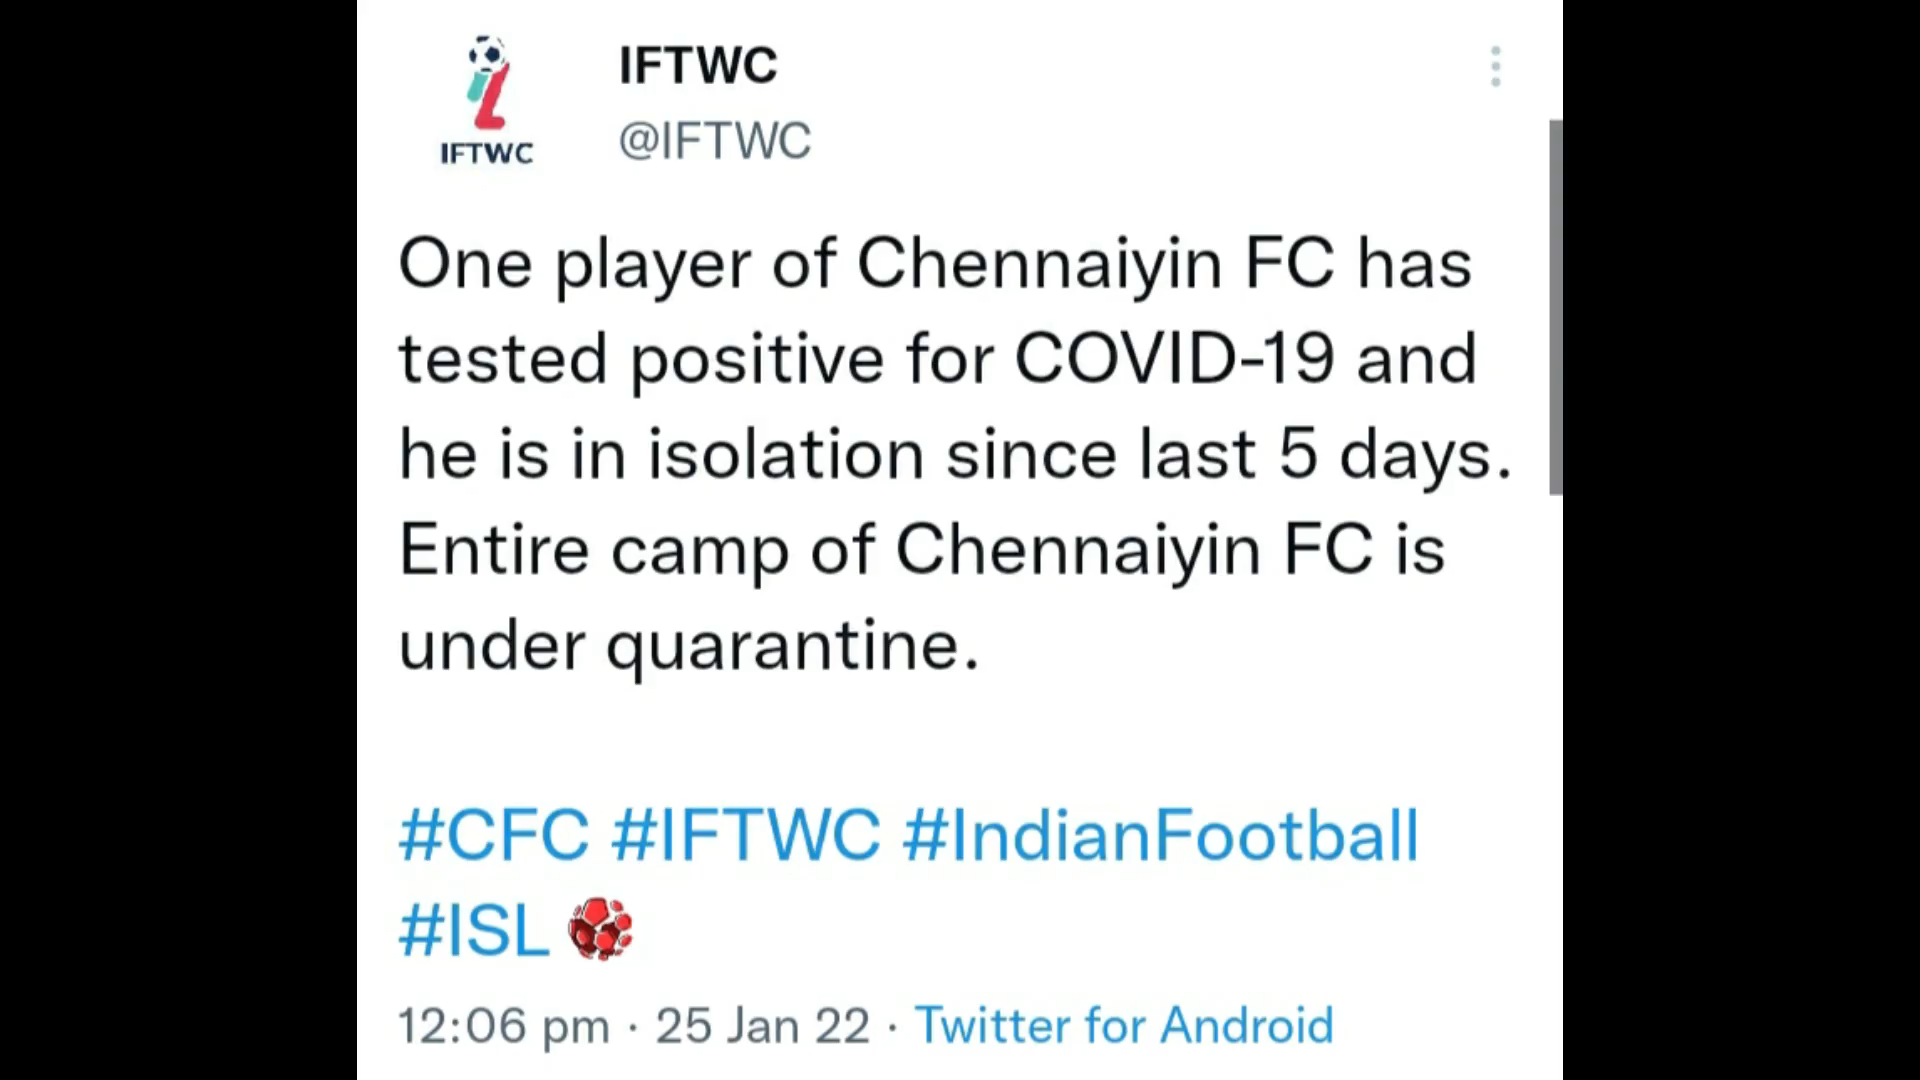 IFTWC
IFTWC
@IFTWC
One player of Chennaiyin FC has
tested positive for COVID-19 and
he is in isolation since last 5 days.
Entire camp of Chennaiyin FC is
under quarantine.
#CFC #IFTWC #IndianFootball
#ISL
12:06 pm · 25 Jan 22 · Twitter for Android